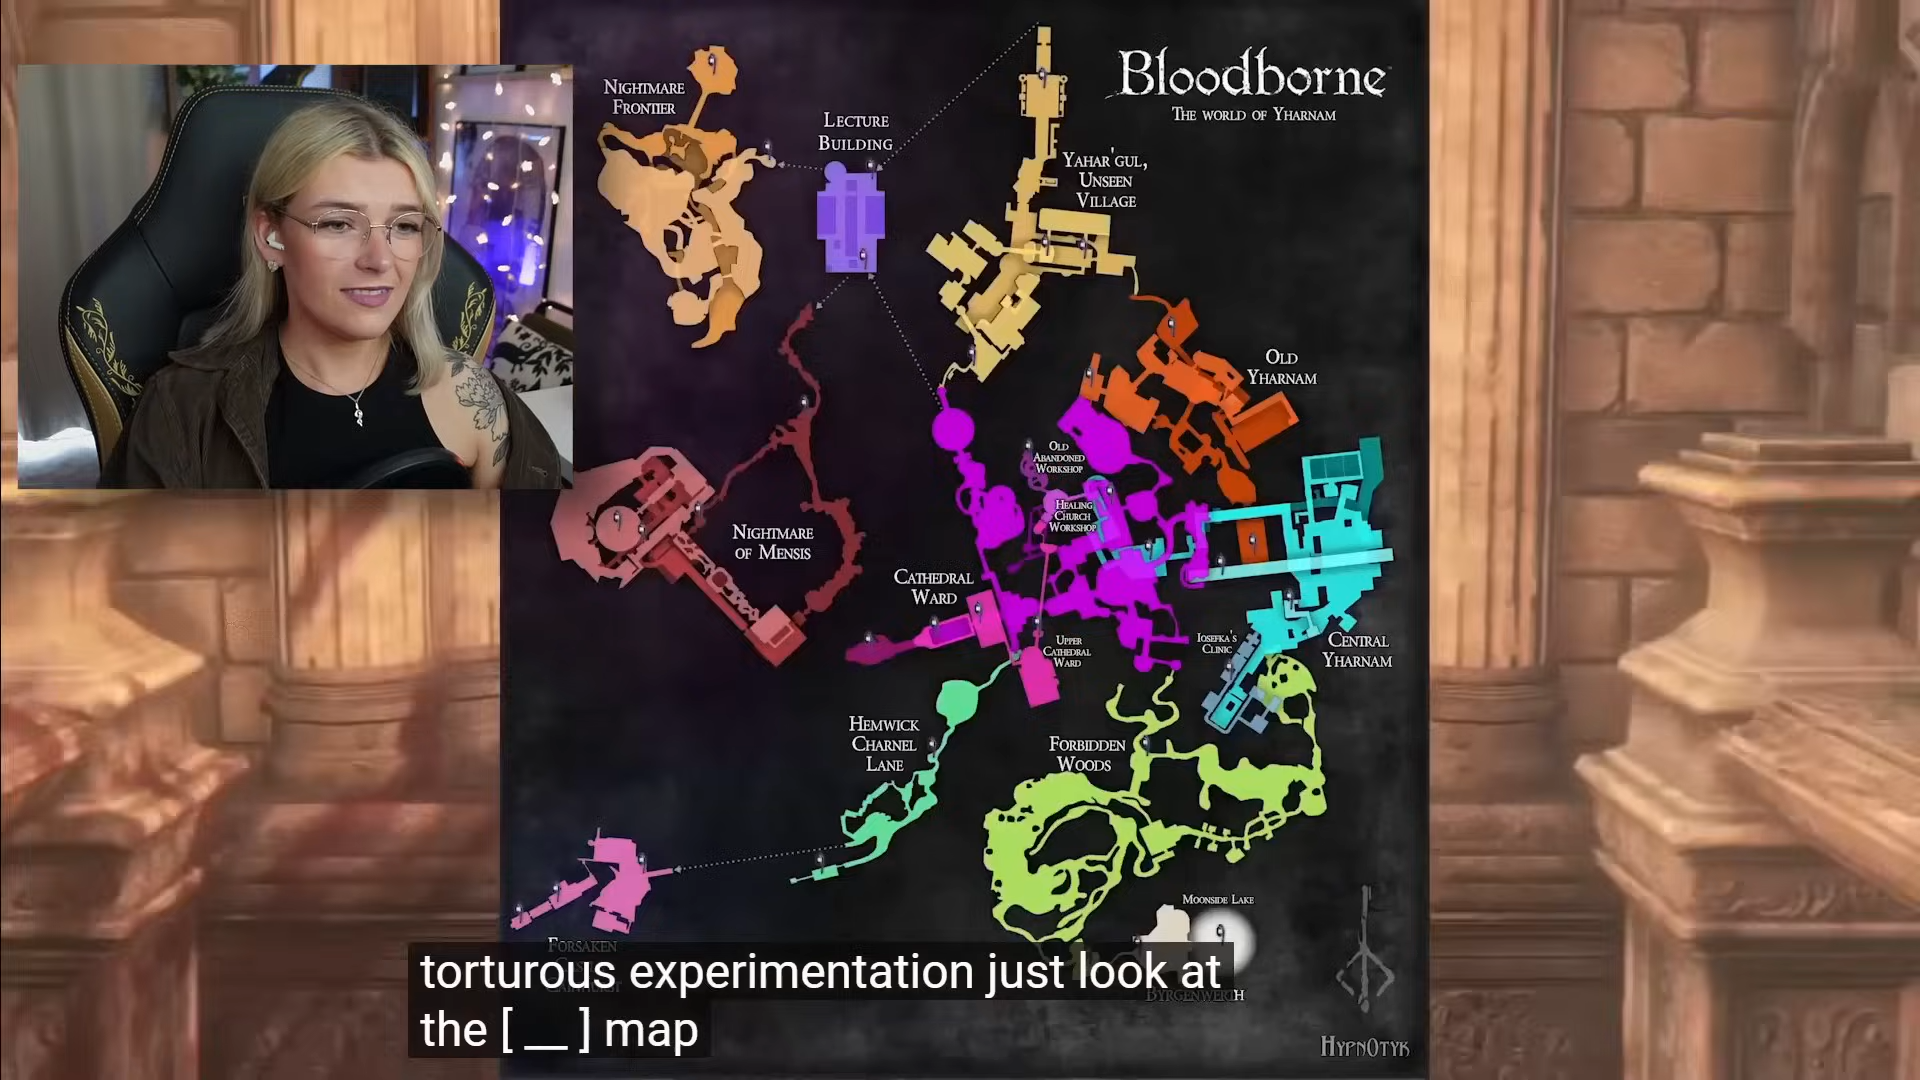 Bloodborne
The world of Yharnam
Nightmare
Frontier
Lecture
Building
Yahar'gul,
Unseen
Village
Old
Yharnam
Old
Abandoned
Workshop
Healing
Church
Workshop
Nightmare
of Mensis
Cathedral
Ward
Upper
Cathedral
Ward
Iosefka's
Clinic
Central
Yharnam
Hemwick
Charnel
Lane
Forbidden
Woods
Moonside Lake
Forsaken
Byrgenwerth
torturous experimentation just look at
the [ __ ] map
HYPNOTYK